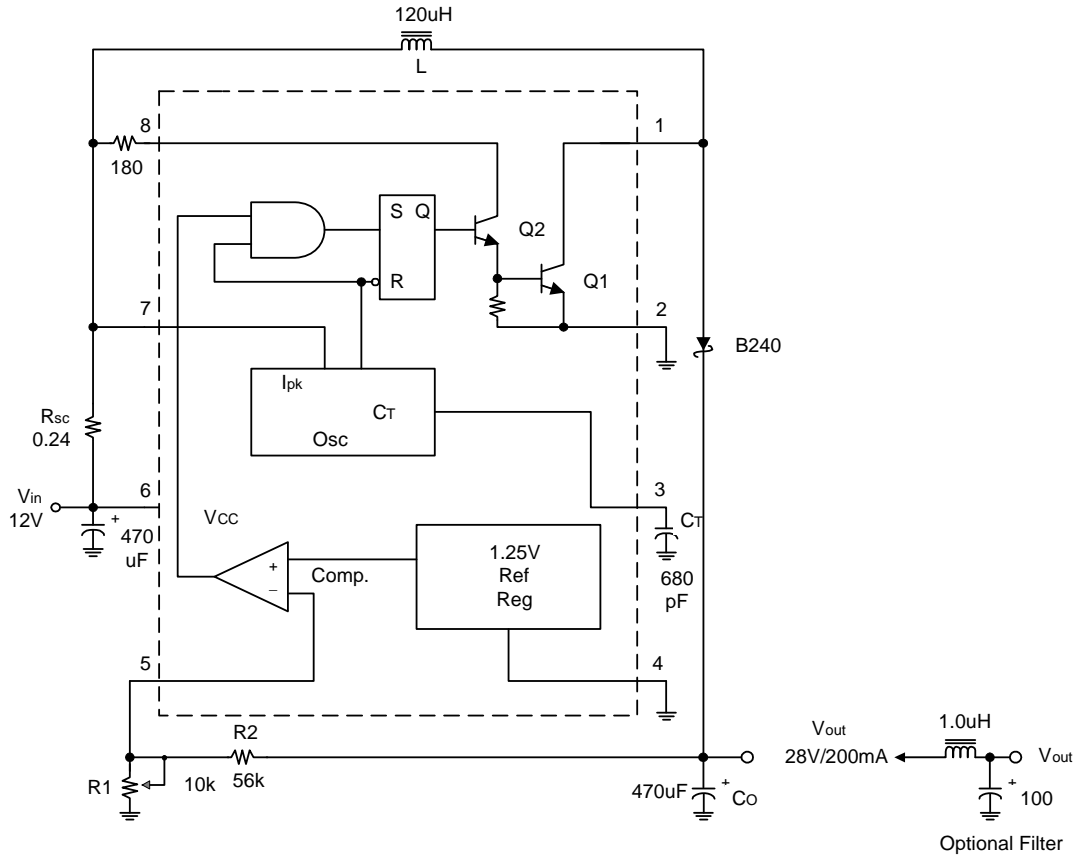 120uH
L
8
1
180
S Q
Q2
R
Q1
7
2
B240
Ipk
CT
Osc
Rsc
0.24
3
Vin
12V
6
CT
+
470
uF
VCC
680
pF
+
−
Comp.
1.25V
Ref
Reg
5
4
R2
56k
R1
10k
470uF
+
CO
Vout
28V/200mA
1.0uH
Vout
+
100
Optional Filter